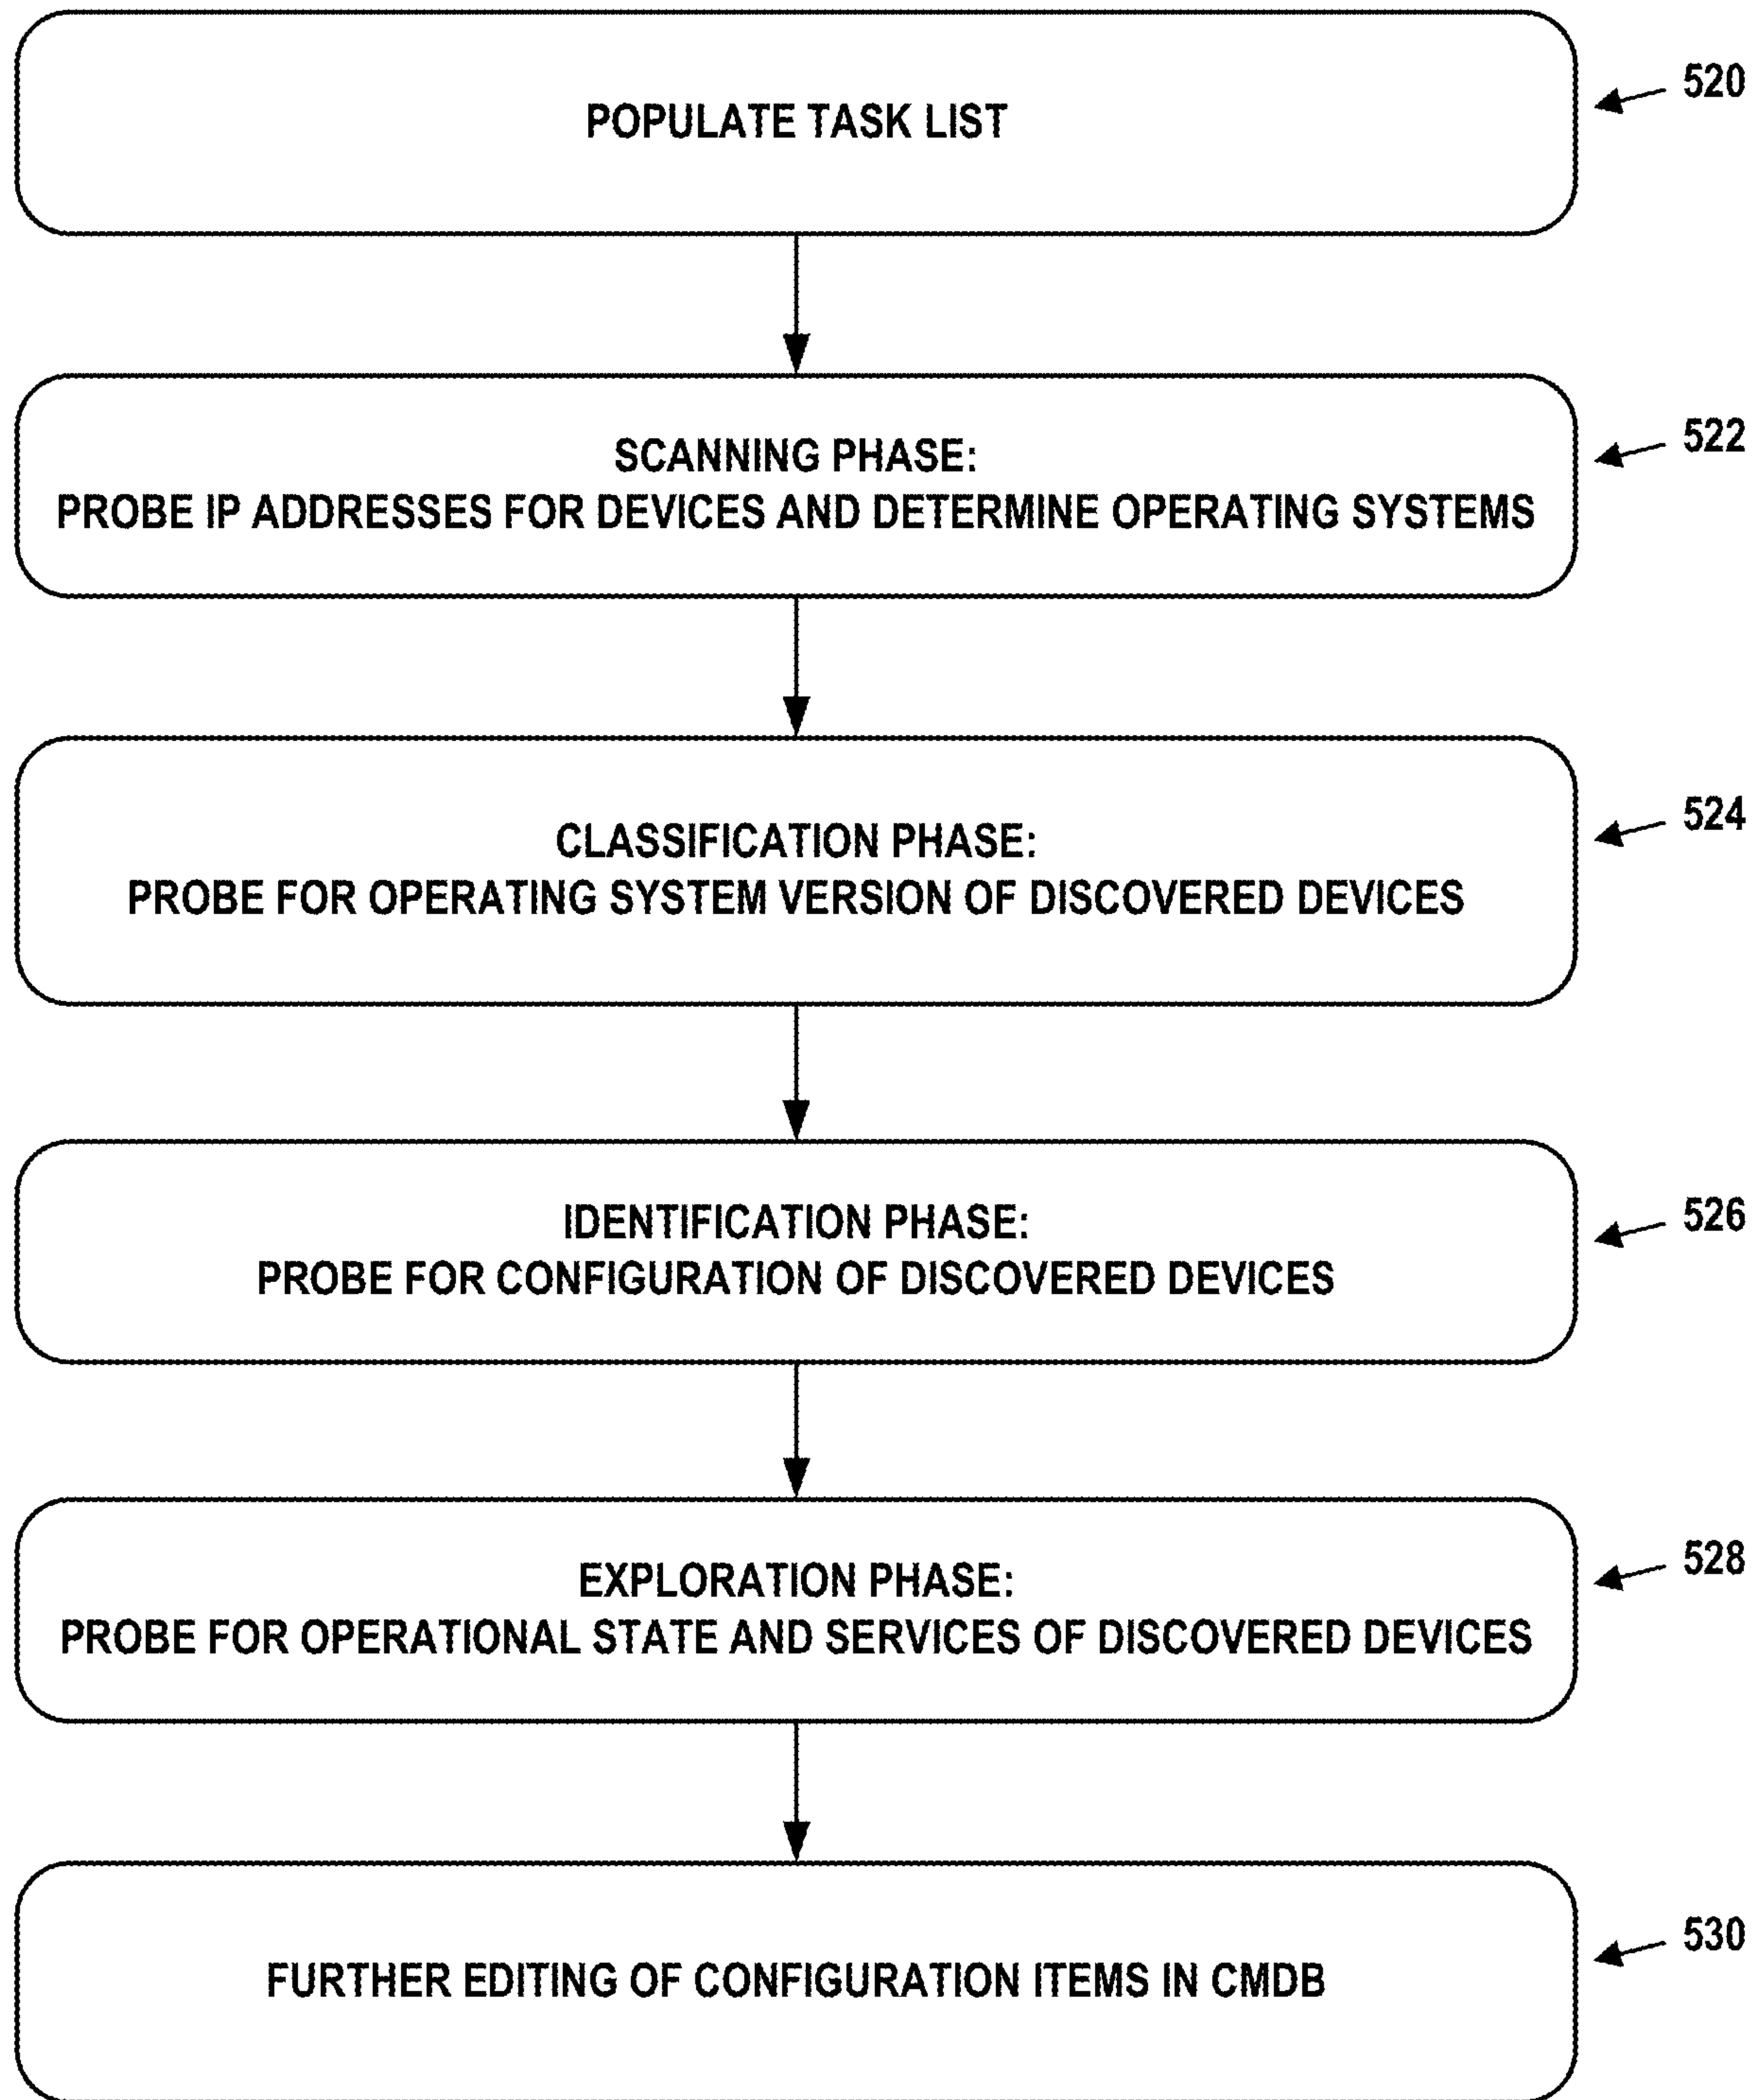 POPULATE TASK LIST
520
SCANNING PHASE:
PROBE IP ADDRESSES FOR DEVICES AND DETERMINE OPERATING SYSTEMS
522
CLASSIFICATION PHASE:
PROBE FOR OPERATING SYSTEM VERSION OF DISCOVERED DEVICES
524
IDENTIFICATION PHASE:
PROBE FOR CONFIGURATION OF DISCOVERED DEVICES
526
EXPLORATION PHASE:
PROBE FOR OPERATIONAL STATE AND SERVICES OF DISCOVERED DEVICES
528
FURTHER EDITING OF CONFIGURATION ITEMS IN CMDB
530